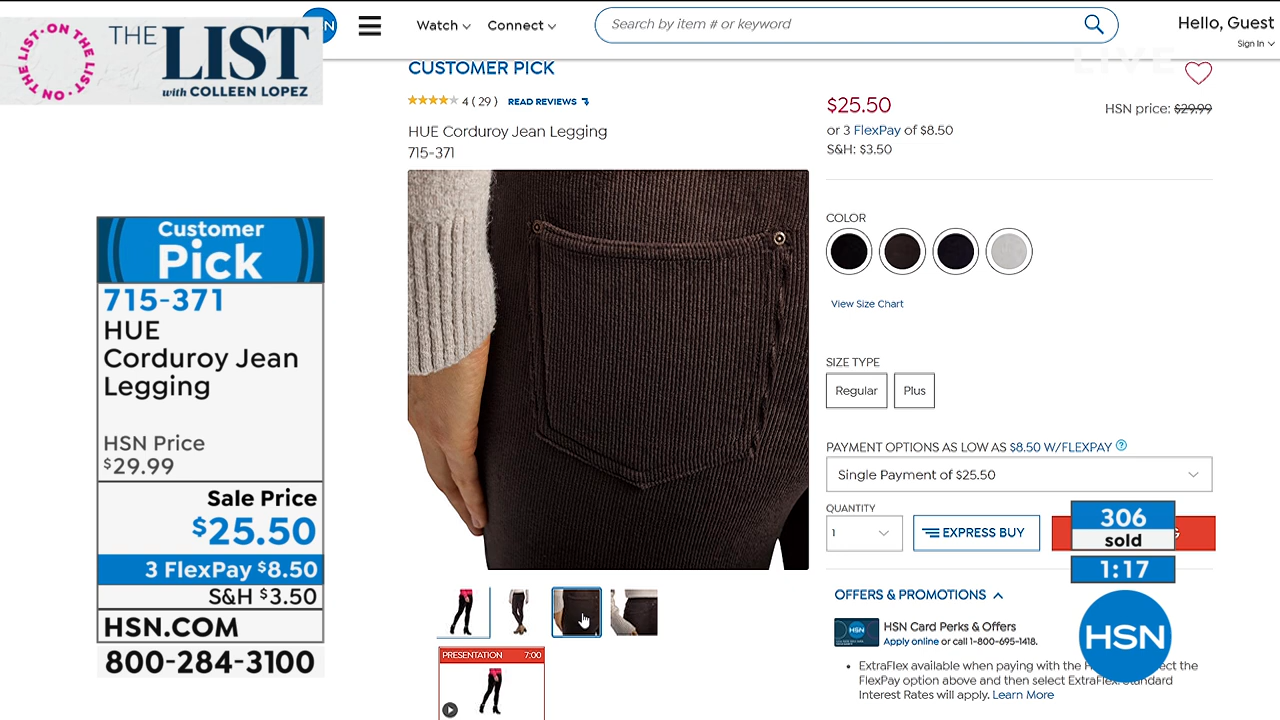 ON THE LIST • ON THE LIST •
THE LIST
with COLLEEN LOPEZ
Watch
Connect
Search by item # or keyword
Hello, Guest
Sign In
LIVE
CUSTOMER PICK
4 ( 29 ) READ REVIEWS
HUE Corduroy Jean Legging
715-371
$25.50
HSN price: $29.99
or 3 FlexPay of $8.50
S&H: $3.50
COLOR
View Size Chart
SIZE TYPE
Regular
Plus
PAYMENT OPTIONS AS LOW AS $8.50 W/FLEXPAY ?
Single Payment of $25.50
QUANTITY
1
EXPRESS BUY
306
sold
1:17
OFFERS & PROMOTIONS
HSN
HSN Card Perks & Offers
Apply online or call 1-800-695-1418.
• ExtraFlex available when paying with the
FlexPay option above and then select ExtraFlex. Standard
Interest Rates will apply. Learn More
HSN
Customer
Pick
715-371
HUE
Corduroy Jean
Legging
HSN Price
$29.99
Sale Price
$25.50
3 FlexPay $8.50
S&H $3.50
HSN.COM
800-284-3100
PRESENTATION 7:00